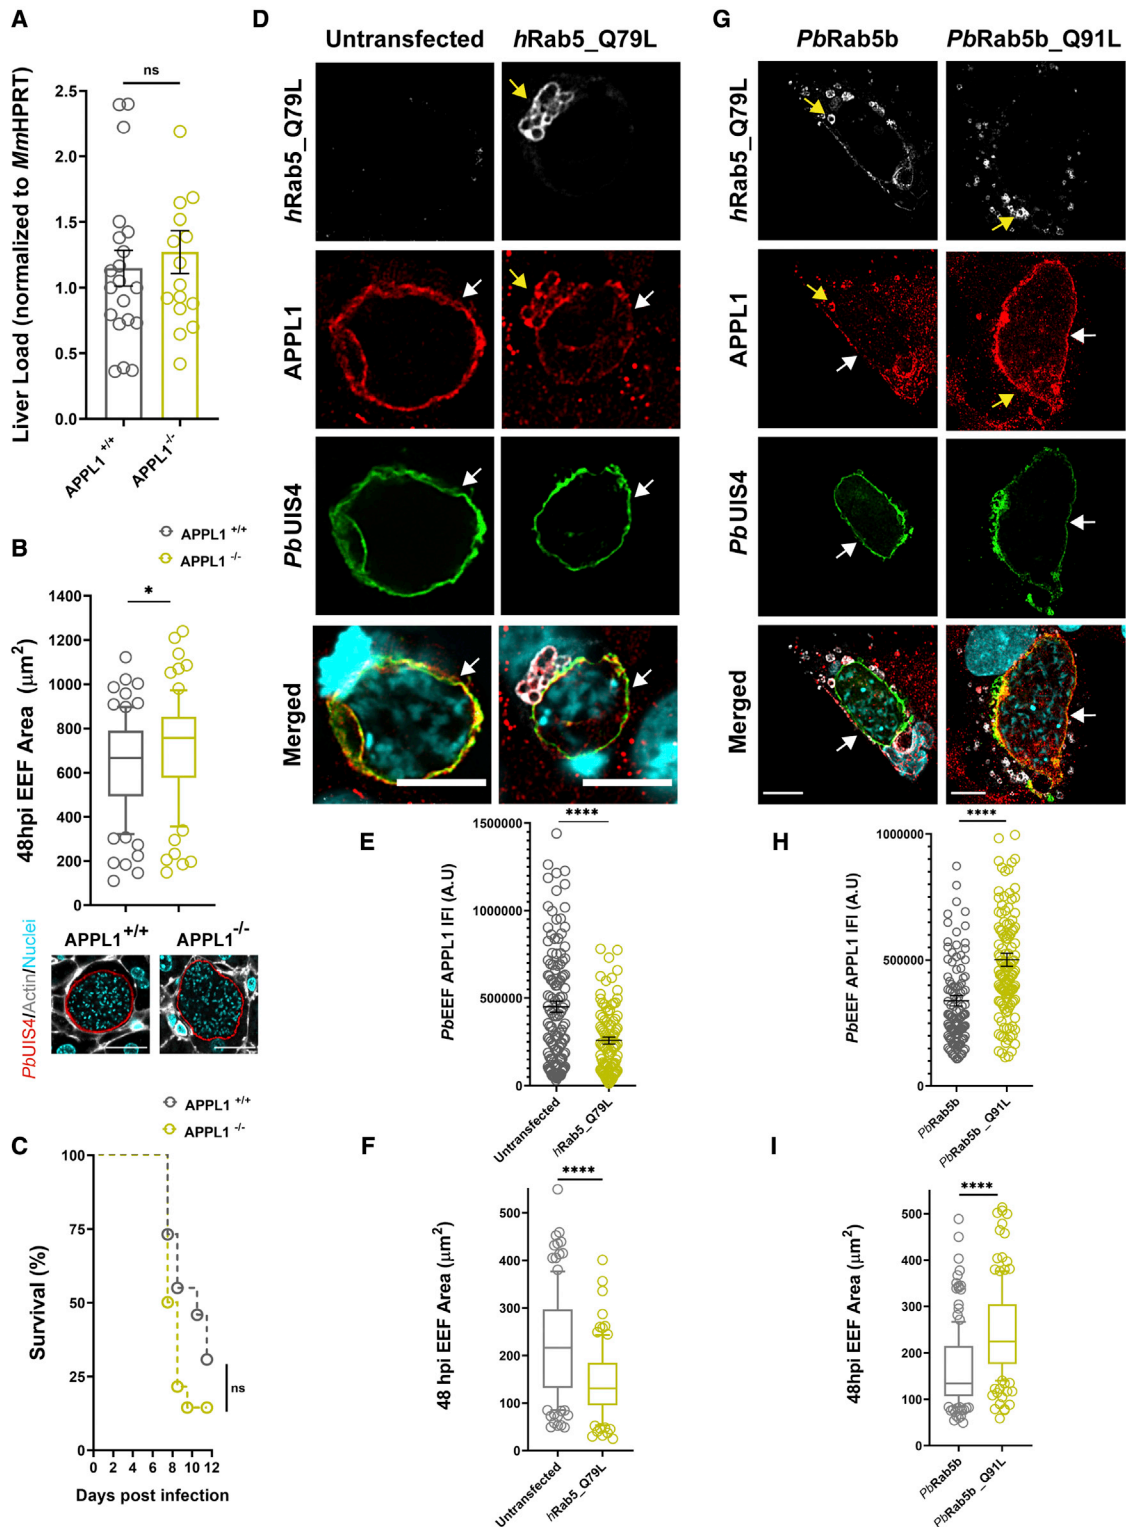 A
Liver Load (normalized to MmHPRT)
ns
2.5
2.0
1.5
1.0
0.5
0.0
APPL1 +/+
APPL1-/-
B
APPL1 +/+
APPL1 -/-
48hpi EEF Area (µm2)
*
1400
1200
1000
800
600
400
200
0
APPL1+/+
APPL1-/-
PbUIS4/Actin/Nuclei
APPL1 +/+
APPL1 -/-
C
Survival (%)
100
75
50
25
0
ns
0 2 4 6 8 10 12
Days post infection
D
Untransfected
hRab5_Q79L
hRab5_Q79L
APPL1
PbUIS4
Merged
E
PbEEF APPL1 IFI (A.U)
****
1500000
1000000
500000
0
Untransfected
hRab5_Q79L
F
48 hpi EEF Area (µm2)
****
500
400
300
200
100
0
Untransfected
hRab5_Q79L
G
PbRab5b
PbRab5b_Q91L
hRab5_Q79L
APPL1
PbUIS4
Merged
H
PbEEF APPL1 IFI (A.U)
****
1000000
500000
0
PbRab5b
PbRab5b_Q91L
I
48hpi EEF Area (µm2)
****
500
400
300
200
100
0
PbRab5b
PbRab5b_Q91L